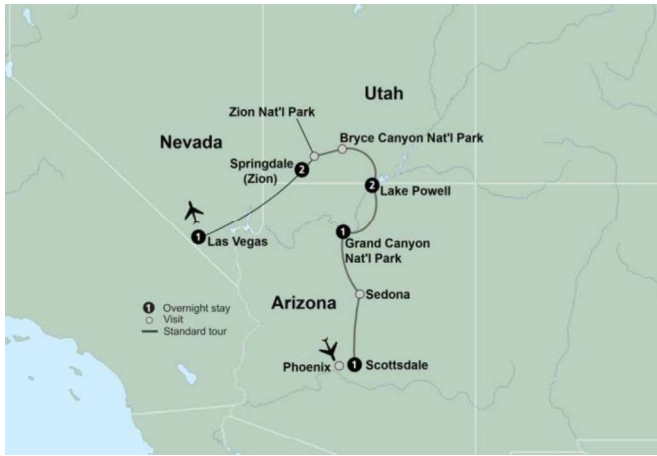 Utah
Zion Nat'l Park
Nevada
Bryce Canyon Nat'l Park
Springdale
(Zion)
2
2
Lake Powell
1
Las Vegas
1
Grand Canyon
Nat'l Park
Arizona
Sedona
1 Overnight stay
Visit
Standard tour
Phoenix
1
Scottsdale